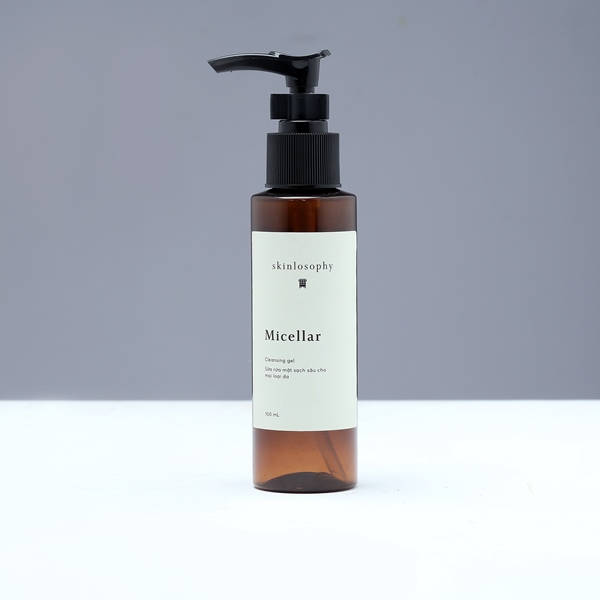 skinlosophy
Micellar
Cleansing gel
Sữa rửa mặt sạch sâu cho
mọi loại da
100 mL